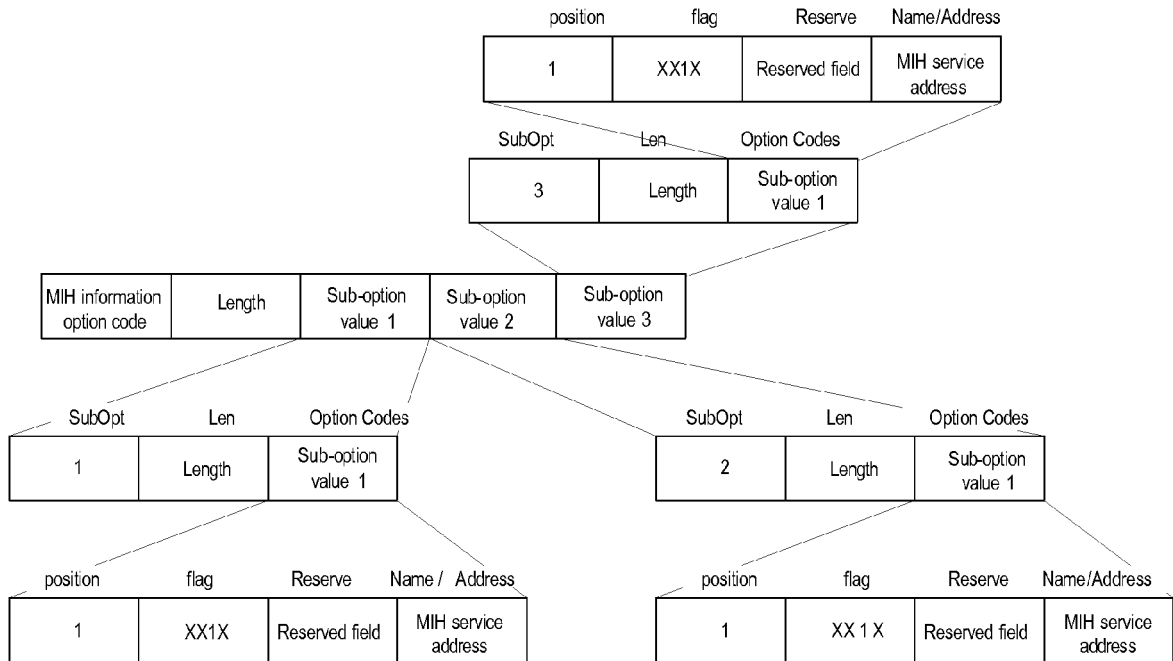 position flag Reserve Name/Address
1 XX1X Reserved field MIH service address
SubOpt Len Option Codes
3 Length Sub-option value 1
MIH information option code Length Sub-option value 1 Sub-option value 2 Sub-option value 3
SubOpt Len Option Codes
1 Length Sub-option value 1
SubOpt Len Option Codes
2 Length Sub-option value 1
position flag Reserve Name / Address
1 XX1X Reserved field MIH service address
position flag Reserve Name/Address
1 XX 1 X Reserved field MIH service address